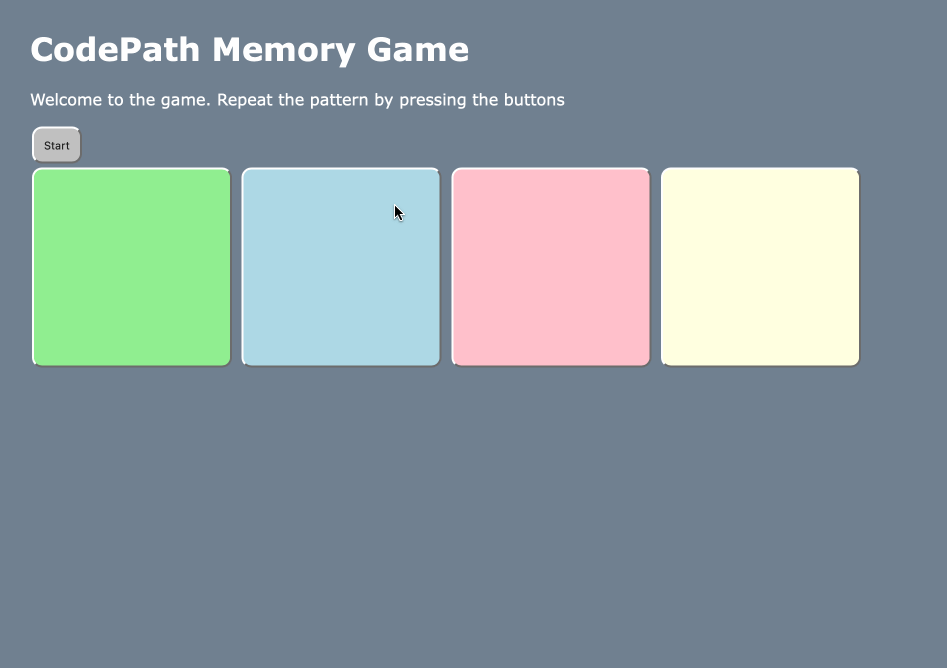 CodePath Memory Game
Welcome to the game. Repeat the pattern by pressing the buttons
Start